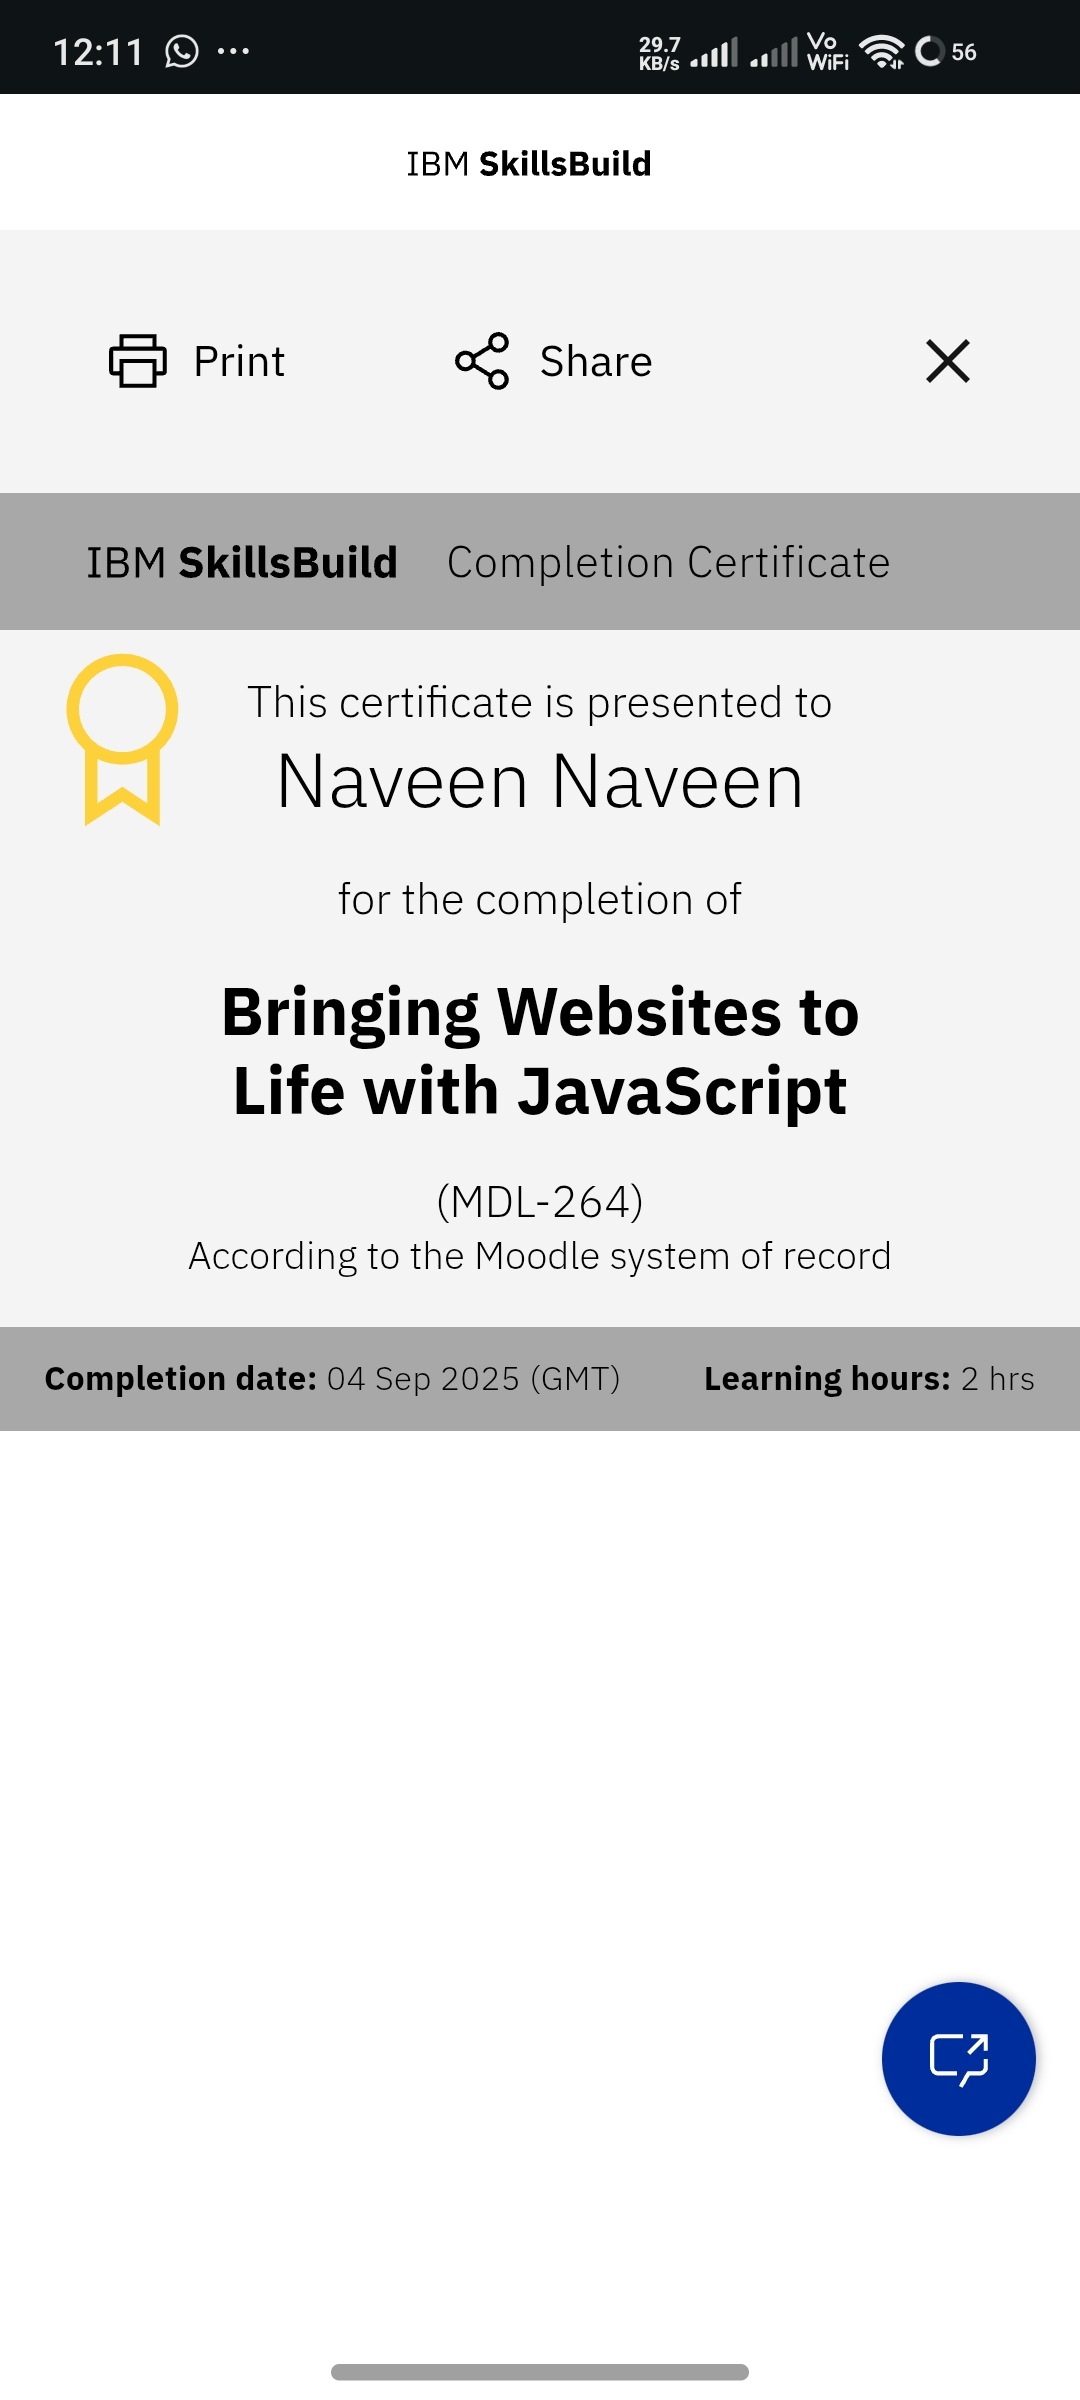 12:11 ... 29.7 KB/s Vo WiFi 56
IBM SkillsBuild
Print Share
IBM SkillsBuild Completion Certificate
This certificate is presented to
Naveen Naveen
for the completion of
Bringing Websites to
Life with JavaScript
(MDL-264)
According to the Moodle system of record
Completion date: 04 Sep 2025 (GMT) Learning hours: 2 hrs